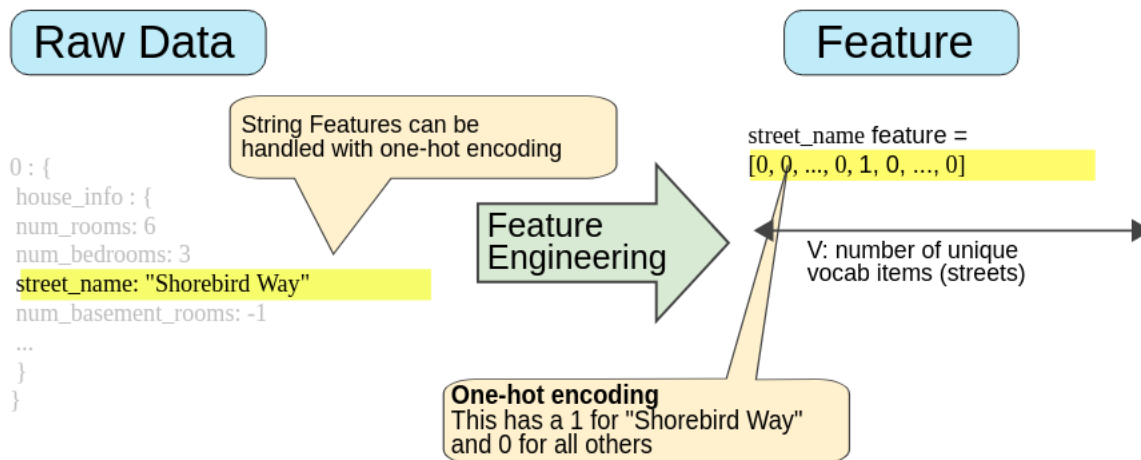 Raw Data
Feature
String Features can be
handled with one-hot encoding
0 : {
house_info : {
num_rooms: 6
num_bedrooms: 3
street_name: "Shorebird Way"
num_basement_rooms: -1
...
}
}
Feature
Engineering
street_name feature =
[0, 0, ..., 0, 1, 0, ..., 0]
V: number of unique
vocab items (streets)
One-hot encoding
This has a 1 for "Shorebird Way"
and 0 for all others